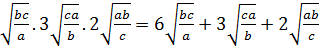 √(bc/a) . 3√(ca/b) . 2√(ab/c) = 6√(bc/a) + 3√(ca/b) + 2√(ab/c)